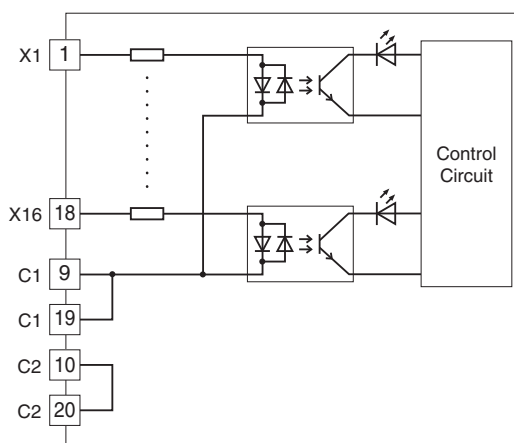 X1 1
X16 18
C1 9
C1 19
C2 10
C2 20
Control
Circuit